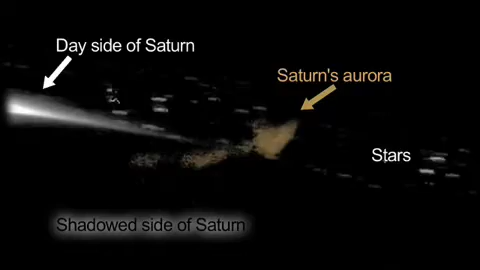 Day side of Saturn
Saturn's aurora
Stars
Shadowed side of Saturn